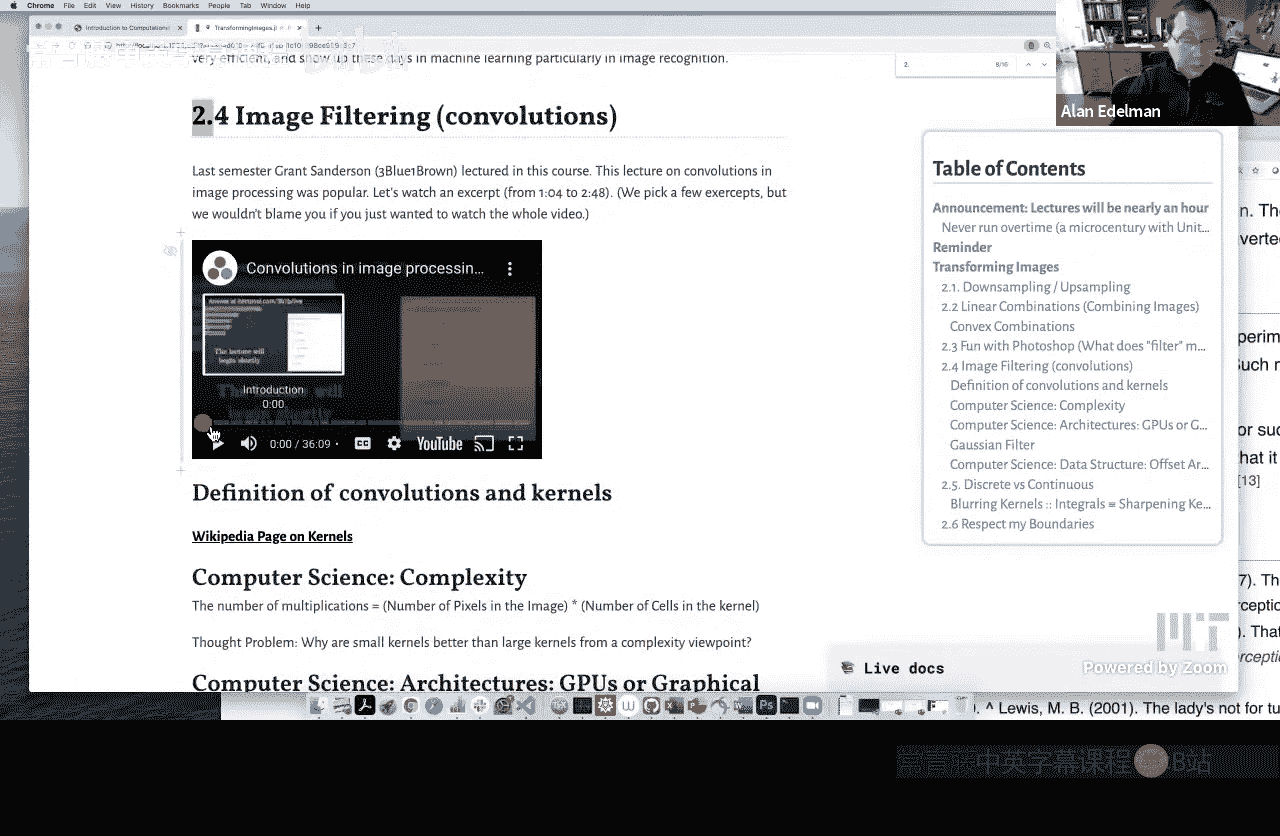 Chrome File Edit View History Bookmarks People Tab Window Help
Introduction to Computational
TransformingImages.jl
very efficient, and show up these days in machine learning particularly in image recognition.
2. 8/16
Alan Edelman
2.4 Image Filtering (convolutions)
Last semester Grant Sanderson (3Blue1Brown) lectured in this course. This lecture on convolutions in
image processing was popular. Let's watch an excerpt (from 1:04 to 2:48). (We pick a few exercepts, but
we wouldn't blame you if you just wanted to watch the whole video.)
Convolutions in image processin...
The lecture will
begin shortly
Introduction
0:00
0:00 / 36:09
CC
YouTube
Definition of convolutions and kernels
Wikipedia Page on Kernels
Computer Science: Complexity
The number of multiplications = (Number of Pixels in the Image) * (Number of Cells in the kernel)
Thought Problem: Why are small kernels better than large kernels from a complexity viewpoint?
Computer Science: Architectures: GPUs or Graphical
Table of Contents
Announcement: Lectures will be nearly an hour
Never run overtime (a microcentury with Unit...
Reminder
Transforming Images
2.1. Downsampling / Upsampling
2.2 Linear Combinations (Combining Images)
Convex Combinations
2.3 Fun with Photoshop (What does "filter" m...
2.4 Image Filtering (convolutions)
Definition of convolutions and kernels
Computer Science: Complexity
Computer Science: Architectures: GPUs or G...
Gaussian Filter
Computer Science: Data Structure: Offset Ar...
2.5. Discrete vs Continuous
Blurring Kernels :: Integrals = Sharpening Ke...
2.6 Respect my Boundaries
[13]
MIT
Live docs
Powered by Zoom
^ Lewis, M. B. (2001). The lady's not for tu
中英字幕课程 B站